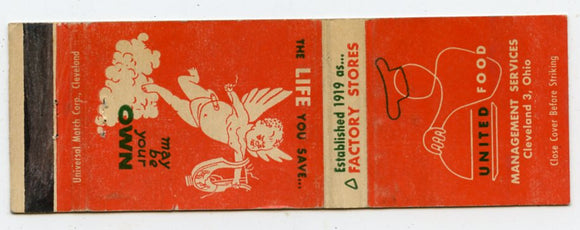 Universal Match Corp., Cleveland
THE LIFE YOU SAVE...
may
be
your
OWN
Established 1919 as...
FACTORY STORES
UNITED FOOD
MANAGEMENT SERVICES
Cleveland 3, Ohio
Close Cover Before Striking